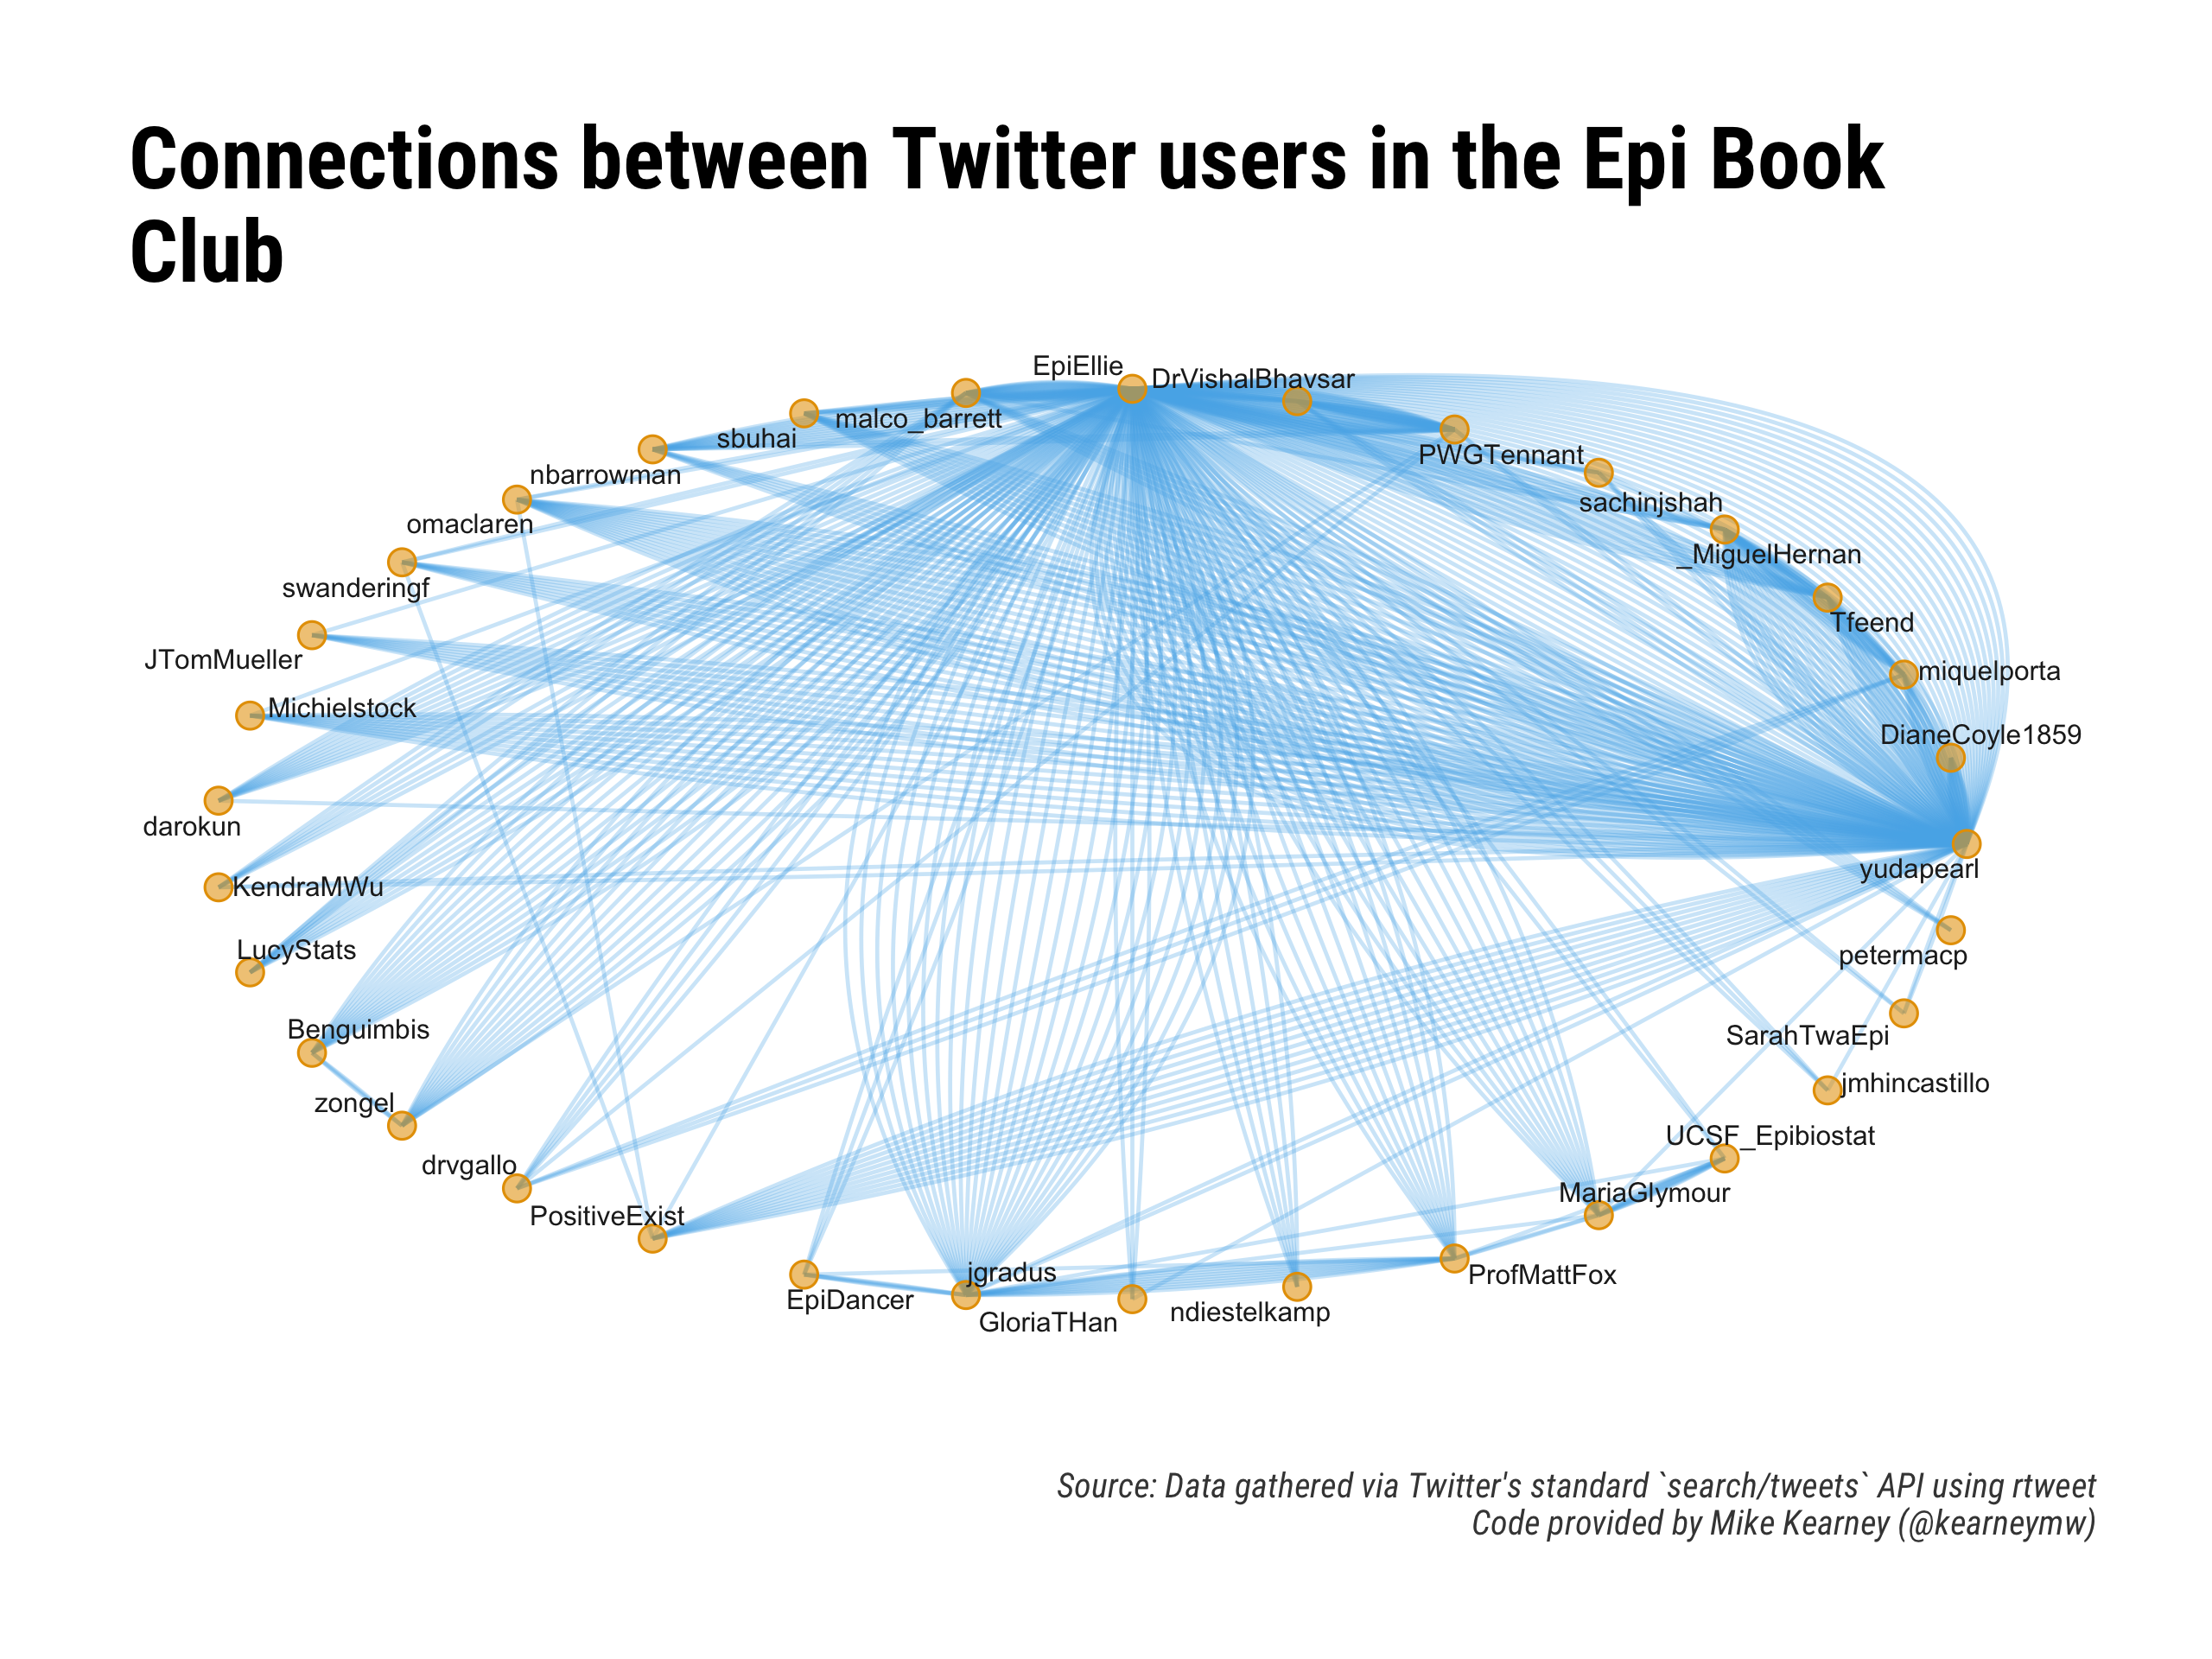 Connections between Twitter users in the Epi Book
Club
EpiEllie
DrVishalBhavsar
malco_barrett
sbuhai
PWGTennant
nbarrowman
sachinjshah
omaclaren
_MiguelHernan
swanderingf
Tfeend
JTomMueller
miquelporta
Michielstock
DianeCoyle1859
darokun
yudapearl
KendraMWu
LucyStats
petermacp
Benguimbis
SarahTwaEpi
zongel
jmhincastillo
UCSF_Epibiostat
drvgallo
MariaGlymour
PositiveExist
jgradus
ProfMattFox
EpiDancer
ndiestelkamp
GloriaTHan
Source: Data gathered via Twitter's standard `search/tweets` API using rtweet
Code provided by Mike Kearney (@kearneymw)